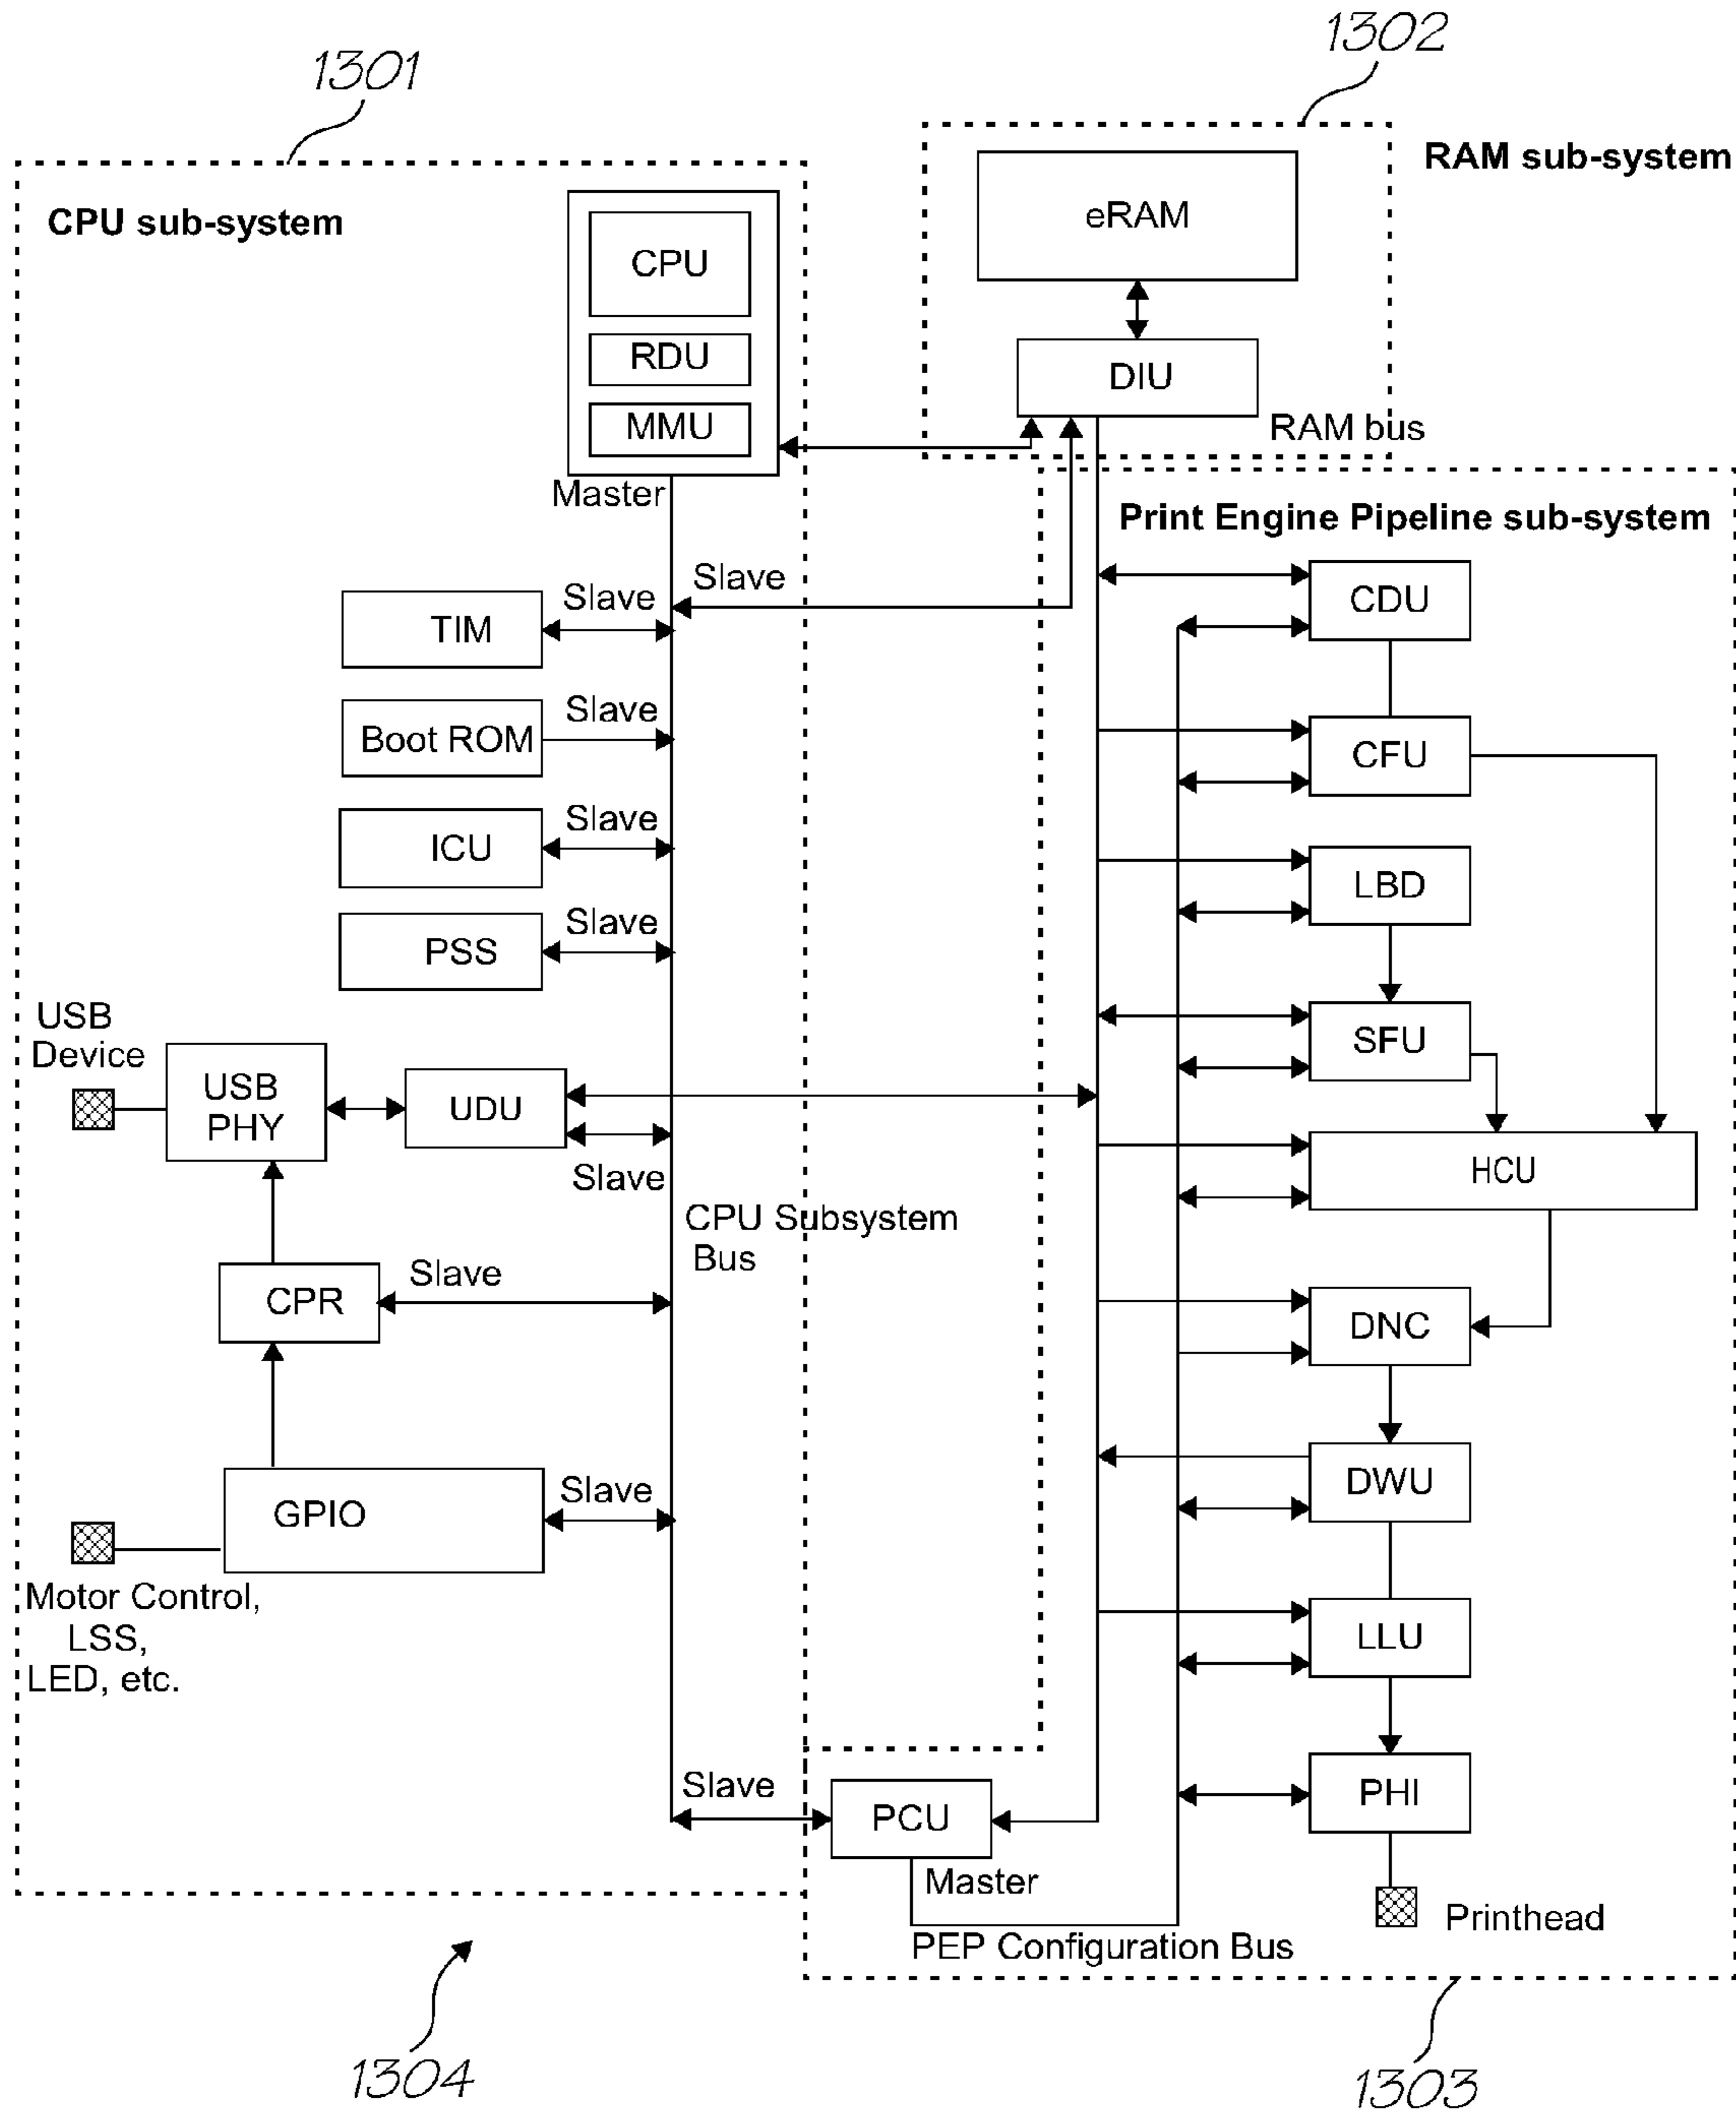 1301
1302
CPU sub-system
RAM sub-system
CPU
RDU
MMU
Master
eRAM
DIU
RAM bus
Print Engine Pipeline sub-system
Slave
Slave
TIM
Slave
Boot ROM
Slave
ICU
Slave
PSS
USB
Device
USB
PHY
UDU
Slave
CPU Subsystem
Bus
Slave
CPR
Slave
GPIO
Motor Control,
LSS,
LED, etc.
CDU
CFU
LBD
SFU
HCU
DNC
DWU
LLU
PHI
Slave
PCU
Master
Printhead
PEP Configuration Bus
1304
1303